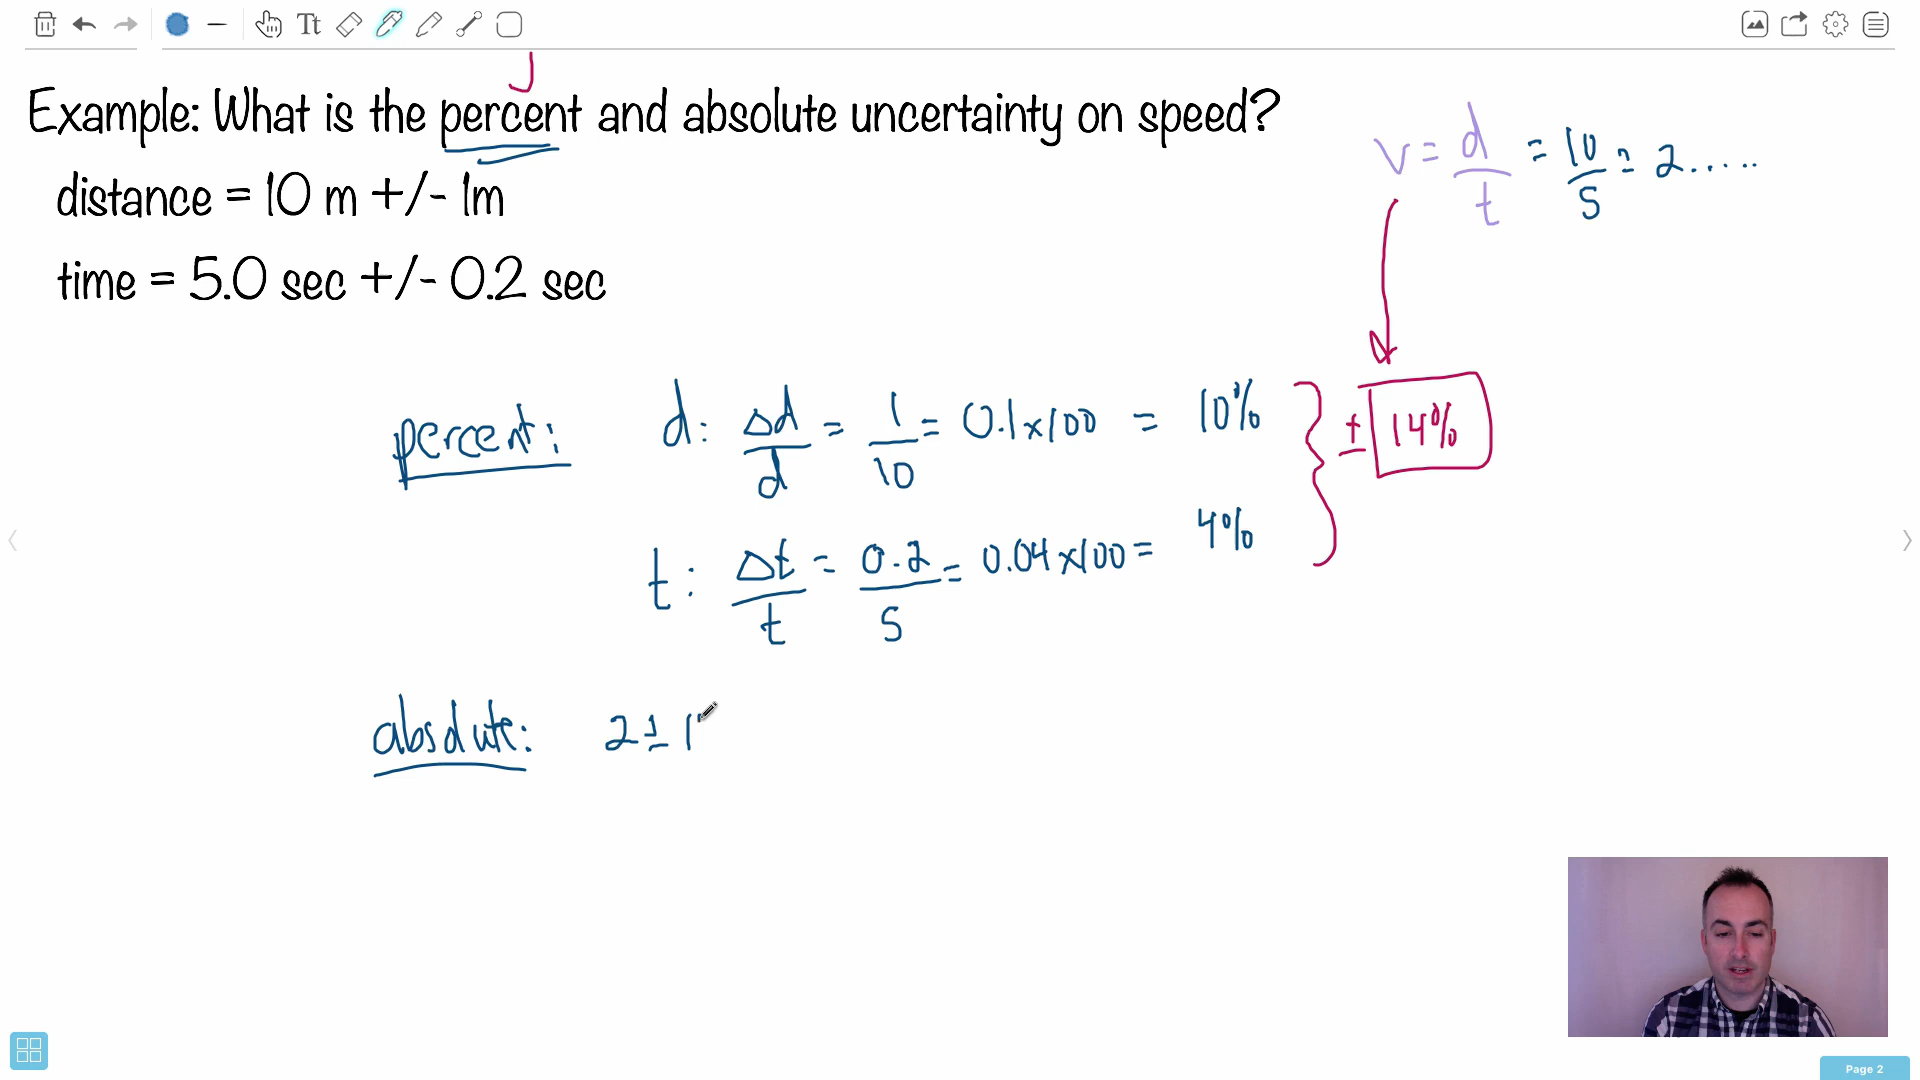 Tt
Example: What is the percent and absolute uncertainty on speed?
distance = 10 m +/- 1m
time = 5.0 sec +/- 0.2 sec
v = d/t = 10/5 = 2.....
percent: d: Δd/d = 1/10 = 0.1x100 = 10%
± 14%
t: Δt/t = 0.2/5 = 0.04x100 = 4%
absolute: 2 ± 1
Page 2